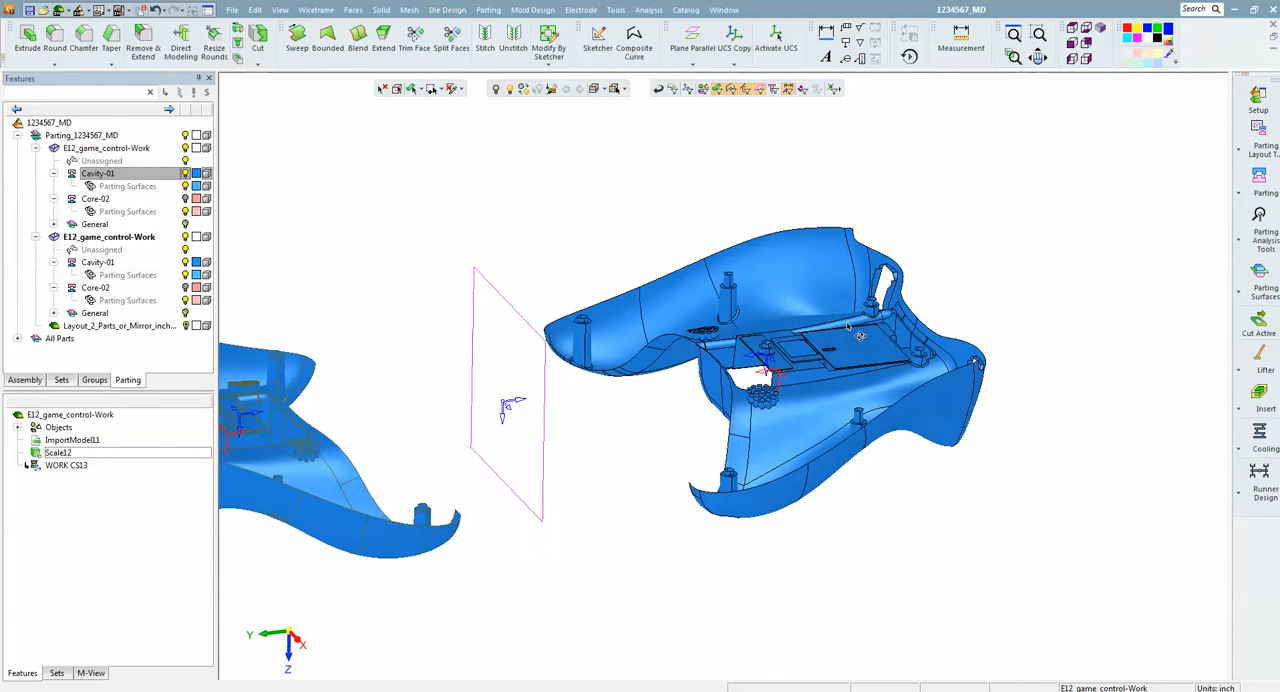 File Edit View Wireframe Faces Solid Mesh Die Design Parting Mold Design Electrode Tools Analysis Catalog Window 1234567_MD Search
Extrude Round Chamfer Taper Remove & Extend Direct Modeling Resize Rounds Cut Sweep Bounded Blend Extend Trim Face Split Faces Stitch Unstitch Modify By Sketcher Sketcher Composite Curve Plane Parallel UCS Copy Activate UCS Measurement
Features
1234567_MD
Parting_1234567_MD
E12_game_control-Work
Unassigned
Cavity-01
Parting Surfaces
Core-02
Parting Surfaces
General
E12_game_control-Work
Unassigned
Cavity-01
Parting Surfaces
Core-02
Parting Surfaces
General
Layout_2_Parts_or_Mirror_inch...
All Parts
Assembly Sets Groups Parting
E12_game_control-Work
Objects
ImportModel11
Scale12
WORK CS13
Features Sets M-View
Y X Z
Setup
Parting Layout T...
Parting
Parting Analysis Tools
Parting Surfaces
Cut Active
Lifter
Insert
Cooling
Runner Design
E12_game_control-Work Units: inch